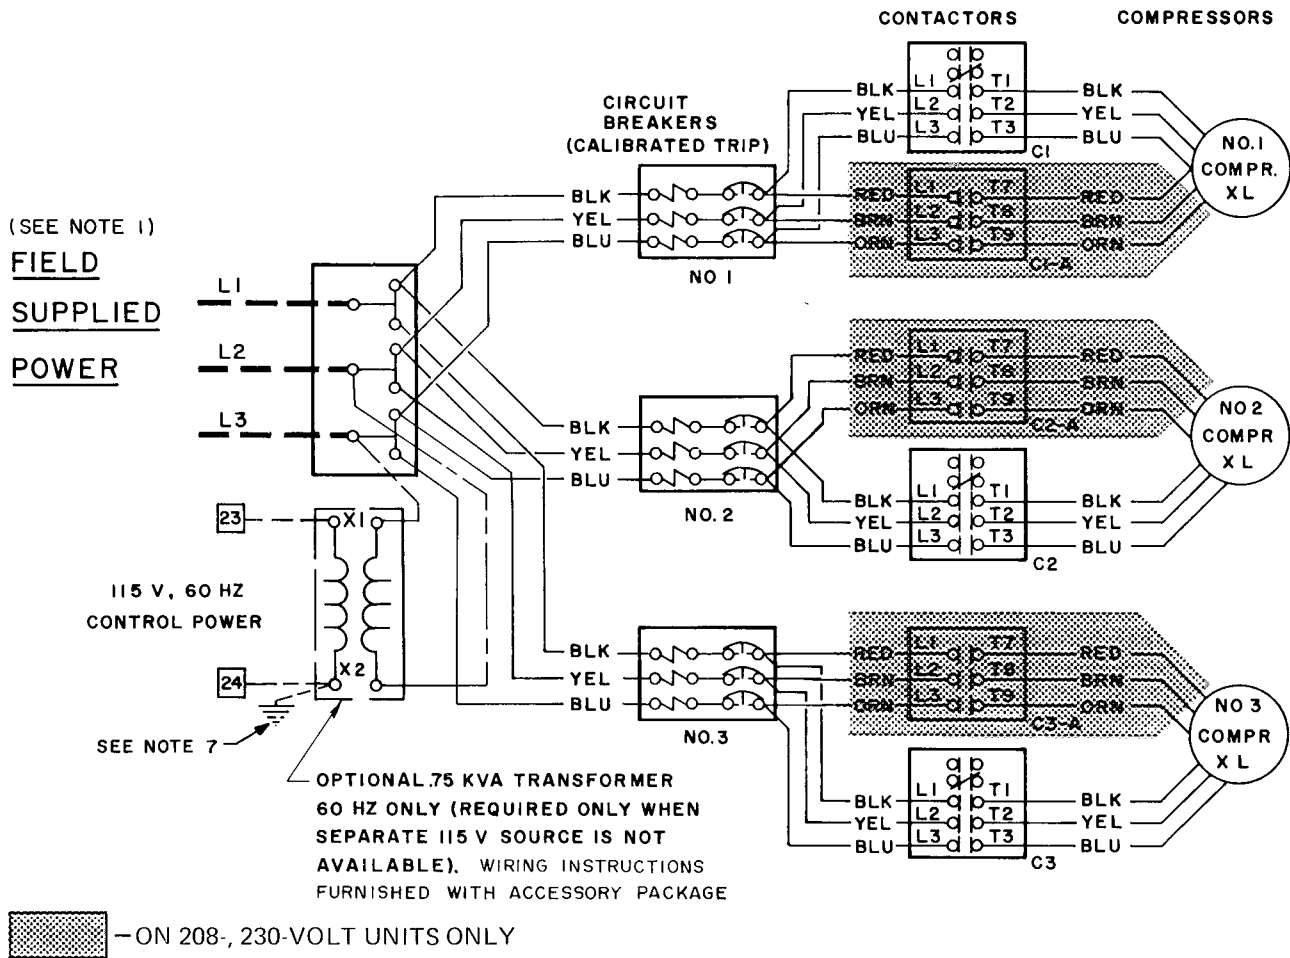 CONTACTORS
COMPRESSORS
CIRCUIT
BREAKERS
(CALIBRATED TRIP)
BLK L1 T1 BLK
YEL L2 T2 YEL
BLU L3 T3 BLU
C1
NO.1
COMPR.
XL
BLK
YEL
BLU
NO 1
RED L1 T7 RED
BRN L2 T8 BRN
ORN L3 T9 ORN
C1-A
(SEE NOTE 1)
FIELD
SUPPLIED
POWER
L1
L2
L3
RED L1 T7 RED
BRN L2 T8 BRN
ORN L3 T9 ORN
C2-A
NO 2
COMPR
XL
BLK
YEL
BLU
NO. 2
BLK L1 T1 BLK
YEL L2 T2 YEL
BLU L3 T3 BLU
C2
23
X1
115 V, 60 HZ
CONTROL POWER
X2
24
SEE NOTE 7
BLK
YEL
BLU
NO.3
RED L1 T7 RED
BRN L2 T8 BRN
ORN L3 T9 ORN
C3-A
NO 3
COMPR
XL
BLK L1 T1 BLK
YEL L2 T2 YEL
BLU L3 T3 BLU
C3
OPTIONAL .75 KVA TRANSFORMER
60 HZ ONLY (REQUIRED ONLY WHEN
SEPARATE 115 V SOURCE IS NOT
AVAILABLE). WIRING INSTRUCTIONS
FURNISHED WITH ACCESSORY PACKAGE
—ON 208-, 230-VOLT UNITS ONLY